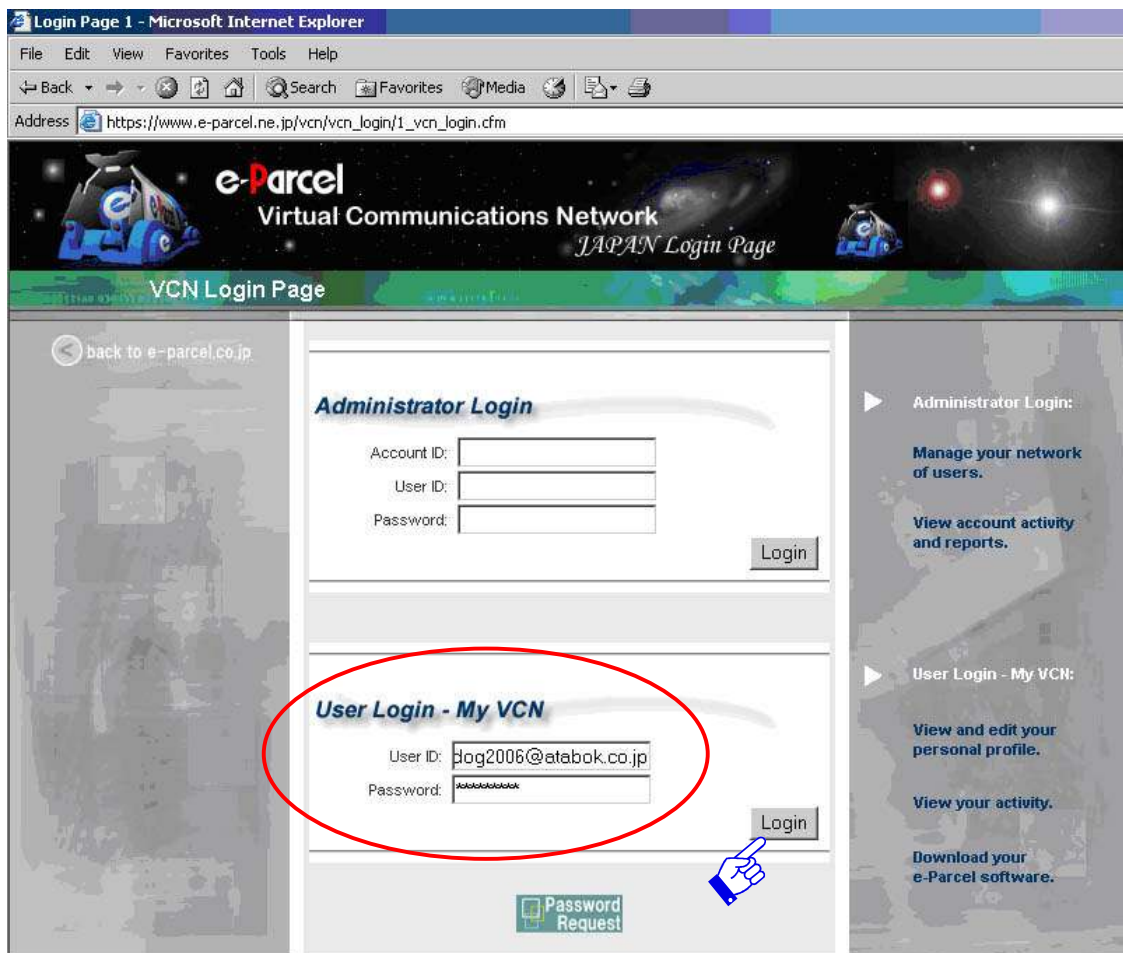 Login Page 1 - Microsoft Internet Explorer
File Edit View Favorites Tools Help
Back Search Favorites Media
Address https://www.e-parcel.ne.jp/vcn/vcn_login/1_vcn_login.cfm
e-Parcel
Virtual Communications Network
JAPAN Login Page
VCN Login Page
back to e-parcel.co.jp
Administrator Login
Account ID:
User ID:
Password:
Login
User Login - My VCN
User ID: dog2006@atabok.co.jp
Password: *********
Login
Password
Request
Administrator Login:
Manage your network
of users.
View account activity
and reports.
User Login - My VCN:
View and edit your
personal profile.
View your activity.
Download your
e-Parcel software.